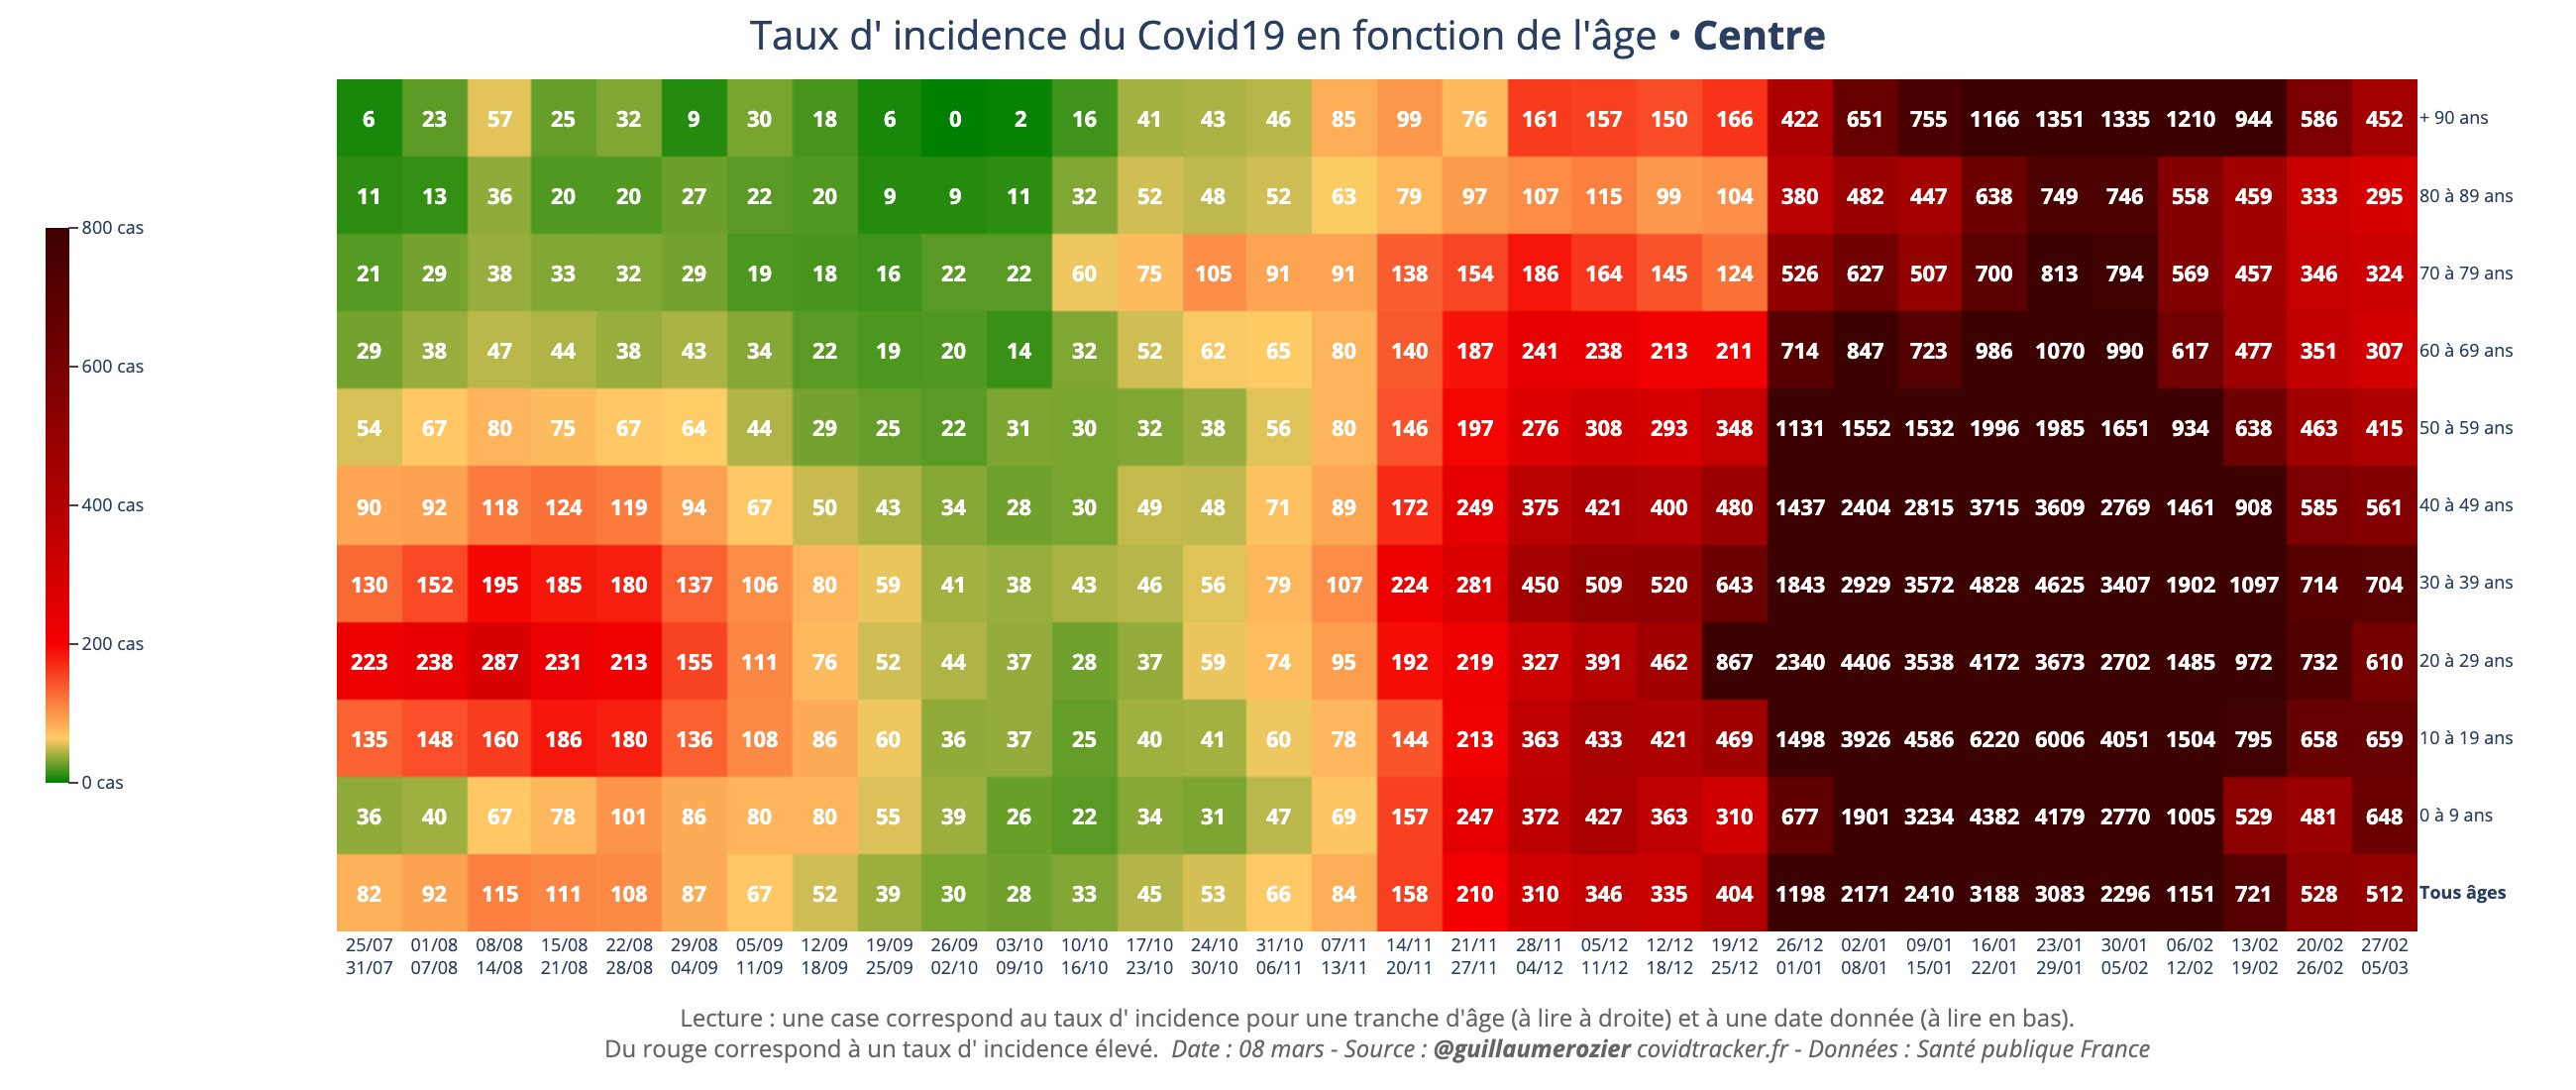 Taux d' incidence du Covid19 en fonction de l'âge • Centre
800 cas
600 cas
400 cas
200 cas
0 cas
6 23 57 25 32 9 30 18 6 0 2 16 41 43 46 85 99 76 161 157 150 166 422 651 755 1166 1351 1335 1210 944 586 452 + 90 ans
11 13 36 20 20 27 22 20 9 9 11 32 52 48 52 63 79 97 107 115 99 104 380 482 447 638 749 746 558 459 333 295 80 à 89 ans
21 29 38 33 32 29 19 18 16 22 22 60 75 105 91 91 138 154 186 164 145 124 526 627 507 700 813 794 569 457 346 324 70 à 79 ans
29 38 47 44 38 43 34 22 19 20 14 32 52 62 65 80 140 187 241 238 213 211 714 847 723 986 1070 990 617 477 351 307 60 à 69 ans
54 67 80 75 67 64 44 29 25 22 31 30 32 38 56 80 146 197 276 308 293 348 1131 1552 1532 1996 1985 1651 934 638 463 415 50 à 59 ans
90 92 118 124 119 94 67 50 43 34 28 30 49 48 71 89 172 249 375 421 400 480 1437 2404 2815 3715 3609 2769 1461 908 585 561 40 à 49 ans
130 152 195 185 180 137 106 80 59 41 38 43 46 56 79 107 224 281 450 509 520 643 1843 2929 3572 4828 4625 3407 1902 1097 714 704 30 à 39 ans
223 238 287 231 213 155 111 76 52 44 37 28 37 59 74 95 192 219 327 391 462 867 2340 4406 3538 4172 3673 2702 1485 972 732 610 20 à 29 ans
135 148 160 186 180 136 108 86 60 36 37 25 40 41 60 78 144 213 363 433 421 469 1498 3926 4586 6220 6006 4051 1504 795 658 659 10 à 19 ans
36 40 67 78 101 86 80 80 55 39 26 22 34 31 47 69 157 247 372 427 363 310 677 1901 3234 4382 4179 2770 1005 529 481 648 0 à 9 ans
82 92 115 111 108 87 67 52 39 30 28 33 45 53 66 84 158 210 310 346 335 404 1198 2171 2410 3188 3083 2296 1151 721 528 512 Tous âges
25/07 01/08 08/08 15/08 22/08 29/08 05/09 12/09 19/09 26/09 03/10 10/10 17/10 24/10 31/10 07/11 14/11 21/11 28/11 05/12 12/12 19/12 26/12 02/01 09/01 16/01 23/01 30/01 06/02 13/02 20/02 27/02
31/07 07/08 14/08 21/08 28/08 04/09 11/09 18/09 25/09 02/10 09/10 16/10 23/10 30/10 06/11 13/11 20/11 27/11 04/12 11/12 18/12 25/12 01/01 08/01 15/01 22/01 29/01 05/02 12/02 19/02 26/02 05/03
Lecture : une case correspond au taux d' incidence pour une tranche d'âge (à lire à droite) et à une date donnée (à lire en bas).
Du rouge correspond à un taux d' incidence élevé. Date : 08 mars - Source : @guillaumerozier covidtracker.fr - Données : Santé publique France